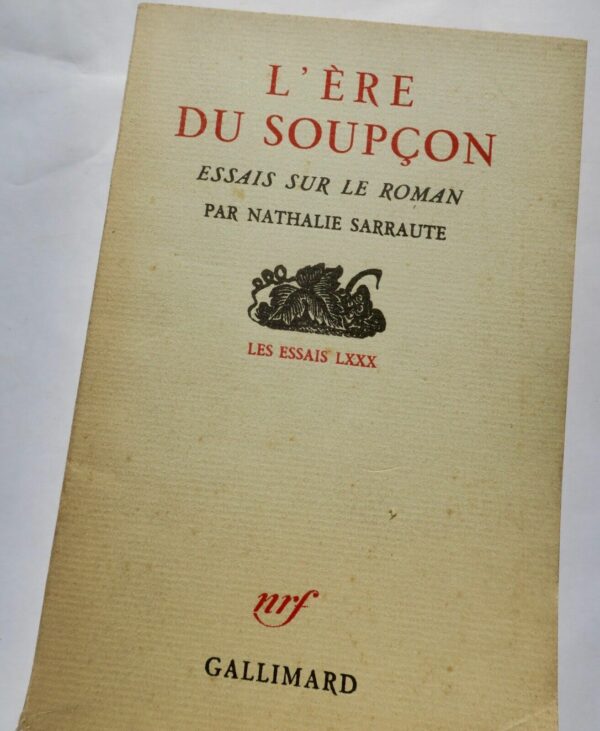 L'ÈRE
DU SOUPÇON
ESSAIS SUR LE ROMAN
PAR NATHALIE SARRAUTE
LES ESSAIS LXXX
nrf
GALLIMARD